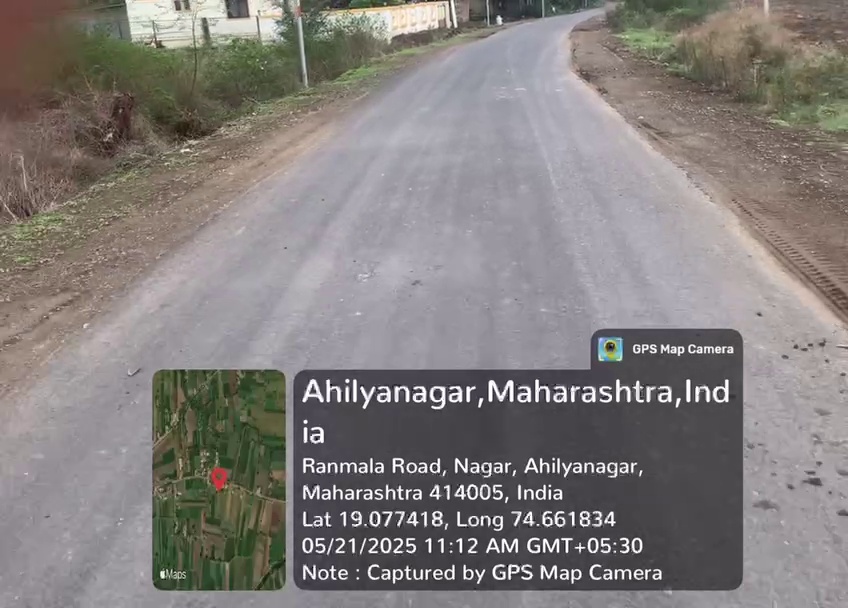 GPS Map Camera
Ahilyanagar,Maharashtra,Ind
ia
Ranmala Road, Nagar, Ahilyanagar,
Maharashtra 414005, India
Lat 19.077418, Long 74.661834
05/21/2025 11:12 AM GMT+05:30
Note : Captured by GPS Map Camera
Maps